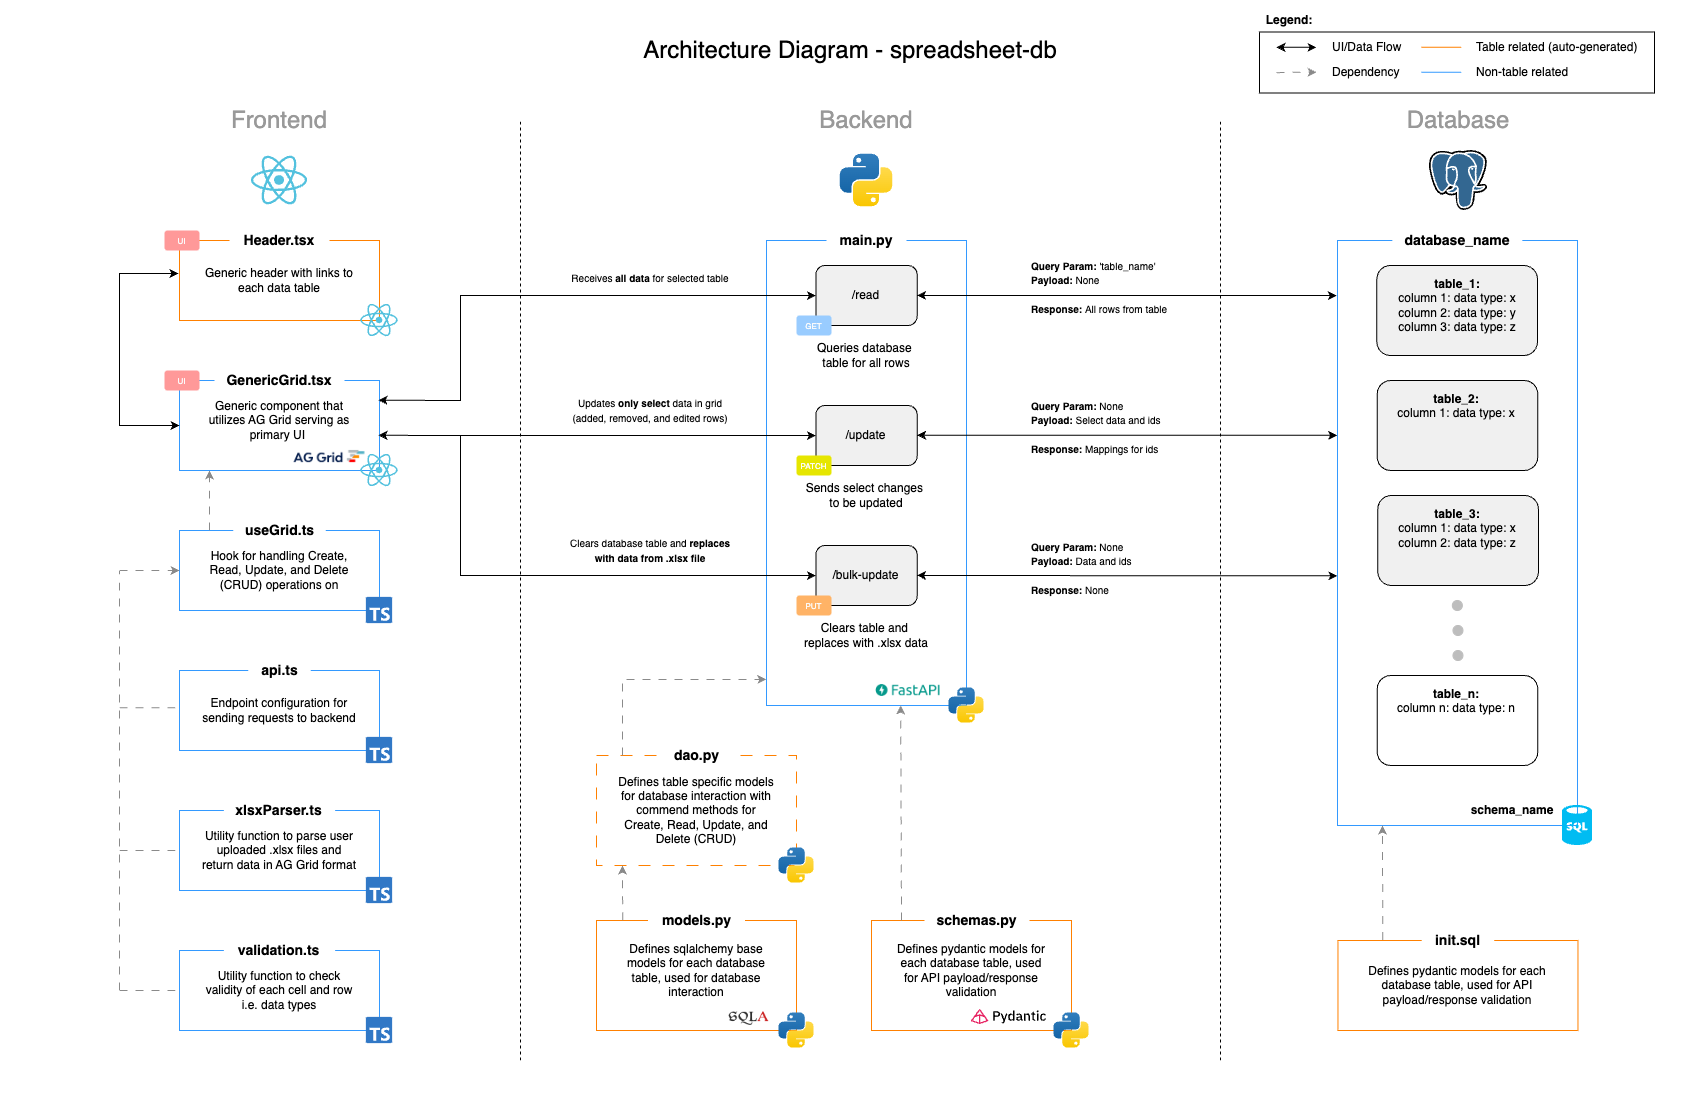 Legend:
UI/Data Flow
Table related (auto-generated)
Dependency
Non-table related
Architecture Diagram - spreadsheet-db
Frontend
Backend
Database
UI
Header.tsx
Generic header with links to
each data table
UI
GenericGrid.tsx
Generic component that
utilizes AG Grid serving as
primary UI
AG Grid
useGrid.ts
Hook for handling Create,
Read, Update, and Delete
(CRUD) operations on
TS
api.ts
Endpoint configuration for
sending requests to backend
TS
xlsxParser.ts
Utility function to parse user
uploaded .xlsx files and
return data in AG Grid format
TS
validation.ts
Utility function to check
validity of each cell and row
i.e. data types
TS
Receives all data for selected table
Updates only select data in grid
(added, removed, and edited rows)
Clears database table and replaces
with data from .xlsx file
main.py
/read
GET
Queries database
table for all rows
/update
PATCH
Sends select changes
to be updated
/bulk-update
PUT
Clears table and
replaces with .xlsx data
FastAPI
dao.py
Defines table specific models
for database interaction with
commend methods for
Create, Read, Update, and
Delete (CRUD)
models.py
Defines sqlalchemy base
models for each database
table, used for database
interaction
SQLA
schemas.py
Defines pydantic models for
each database table, used
for API payload/response
validation
Pydantic
Query Param: 'table_name'
Payload: None
Response: All rows from table
Query Param: None
Payload: Select data and ids
Response: Mappings for ids
Query Param: None
Payload: Data and ids
Response: None
database_name
table_1:
column 1: data type: x
column 2: data type: y
column 3: data type: z
table_2:
column 1: data type: x
table_3:
column 1: data type: x
column 2: data type: z
table_n:
column n: data type: n
schema_name
SQL
init.sql
Defines pydantic models for each
database table, used for API
payload/response validation